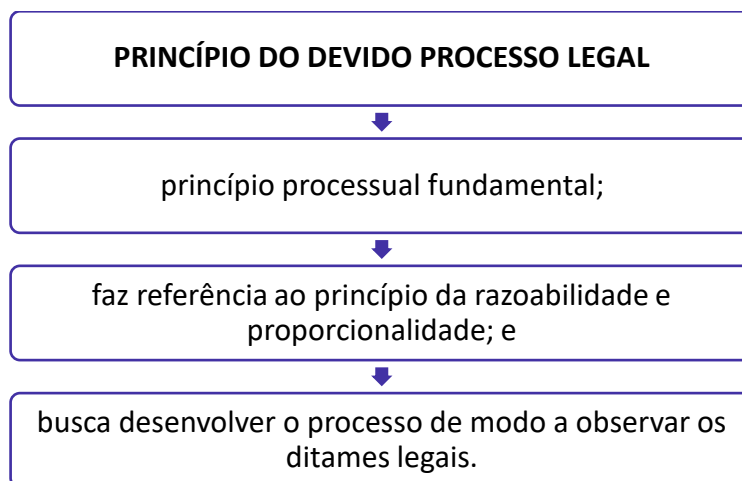 PRINCÍPIO DO DEVIDO PROCESSO LEGAL
princípio processual fundamental;
faz referência ao princípio da razoabilidade e
proporcionalidade; e
busca desenvolver o processo de modo a observar os
ditames legais.